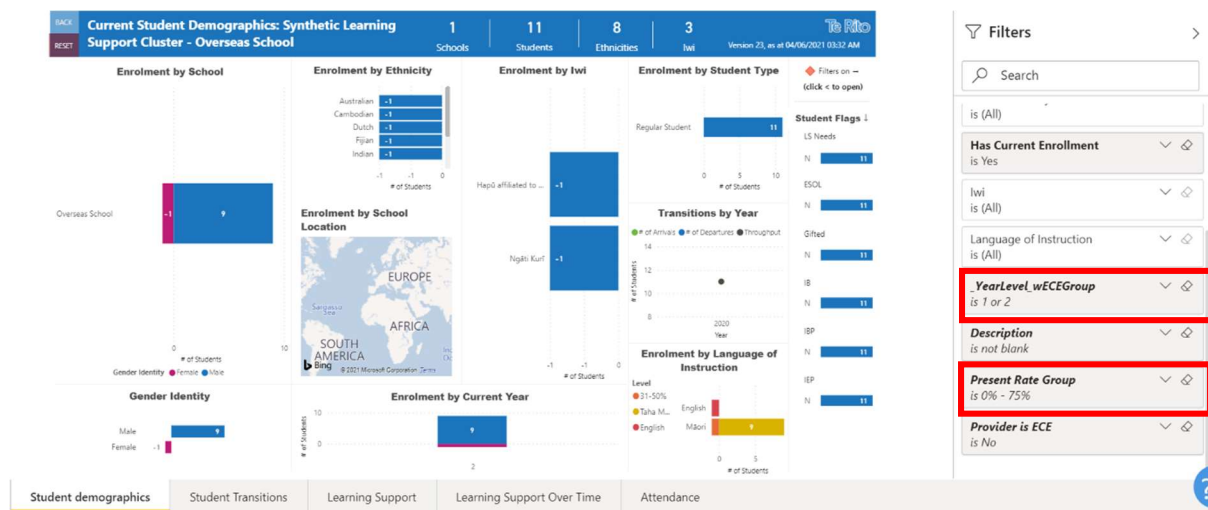 BACK
RESET
Current Student Demographics: Synthetic Learning
Support Cluster - Overseas School
1
Schools
11
Students
8
Ethnicities
3
Iwi
Te Rito
Version 23, as at 04/06/2021 03:32 AM
Enrolment by School
Overseas School
-1
9
0
10
# of Students
Gender Identity Female Male
Enrolment by Ethnicity
Australian -1
Cambodian -1
Dutch -1
Fijian -1
Indian -1
-1 -1 0
# of Students
Enrolment by School
Location
EUROPE
AFRICA
SOUTH
AMERICA
Sargasso
Sea
Bing
© 2021 Microsoft Corporation Terms
Enrolment by Iwi
Hapū affiliated to ... -1
Ngāti Kurī -1
-1 -1 0
# of Students
Enrolment by Student Type
Regular Student 11
0 5 10
# of Students
Transitions by Year
# of Arrivals # of Departures Throughput
# of Students
14
12
10
8
2020
Year
Enrolment by Language of
Instruction
Level
31-50%
Taha M...
English
English
Māori 9
0 5
# of Students
Filters on –
(click < to open)
Student Flags ↓
LS Needs
N 11
ESOL
N 11
Gifted
N 11
IB
N 11
IBP
N 11
IEP
N 11
Gender Identity
Male 9
Female -1
Enrolment by Current Year
# of Students
10
0
9
2
Student demographics
Student Transitions
Learning Support
Learning Support Over Time
Attendance
Filters
Search
is (All)
Has Current Enrollment
is Yes
Iwi
is (All)
Language of Instruction
is (All)
_YearLevel_wECEGroup
is 1 or 2
Description
is not blank
Present Rate Group
is 0% - 75%
Provider is ECE
is No
?